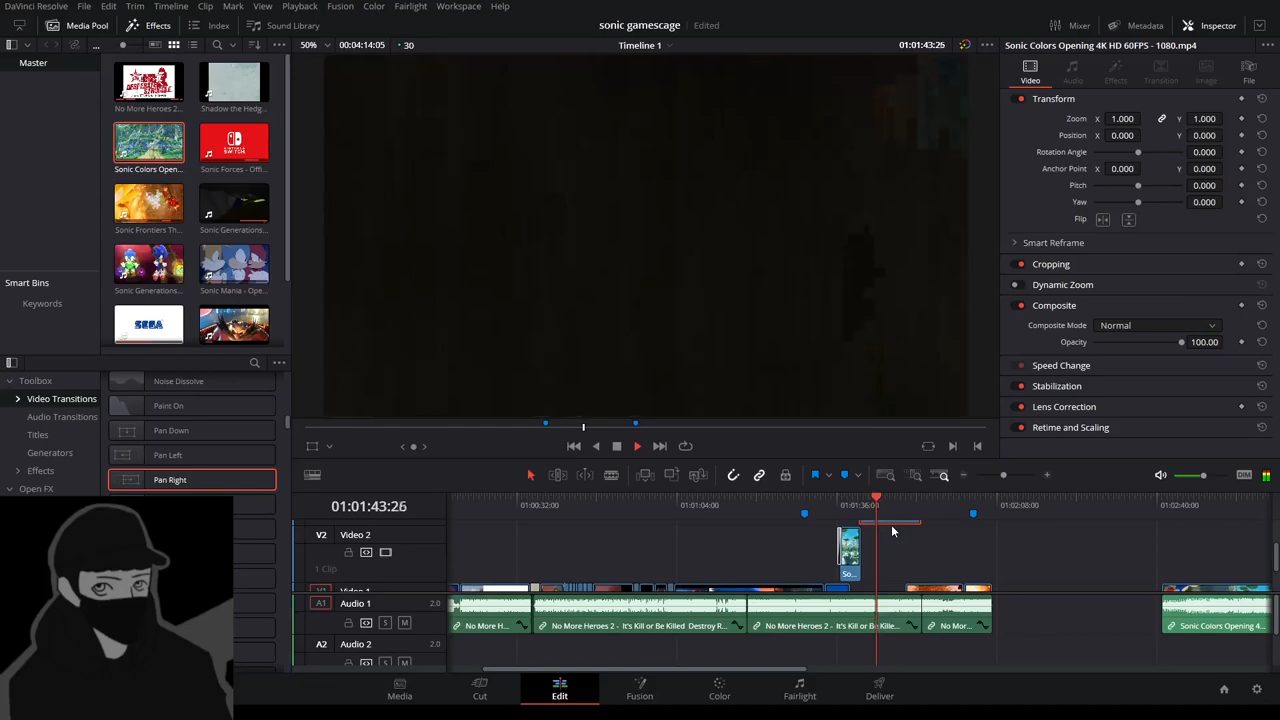 DaVinci Resolve File Edit Trim Timeline Clip Mark View Playback Fusion Color Fairlight Workspace Help
Media Pool Effects Index Sound Library sonic gamescage Edited Mixer Metadata Inspector
... 50% 00:04:14:05 30 Timeline 1 01:01:43:26 Sonic Colors Opening 4K HD 60FPS - 1080.mp4
Master
Video Audio Effects Transition Image File
No More Heroes 2... Shadow the Hedg...
Sonic Colors Open... Sonic Forces - Offi...
Sonic Frontiers Th... Sonic Generations...
Sonic Generations... Sonic Mania - Ope...
SEGA
Smart Bins
Keywords
Transform
Zoom X 1.000 Y 1.000
Position X 0.000 Y 0.000
Rotation Angle 0.000
Anchor Point X 0.000 Y 0.000
Pitch 0.000
Yaw 0.000
Flip
Smart Reframe
Cropping
Dynamic Zoom
Composite
Composite Mode Normal
Opacity 100.00
Speed Change
Stabilization
Lens Correction
Retime and Scaling
Toolbox
Video Transitions
Audio Transitions
Titles
Generators
Effects
Open FX
Noise Dissolve
Paint On
Pan Down
Pan Left
Pan Right
DIM
01:01:43:26 01:00:32:00 01:01:04:00 01:01:36:00 01:02:08:00 01:02:40:00
V2 Video 2
1 Clip So...
V1 Video 1
A1 Audio 1 2.0
S M No More H... No More Heroes 2 - It's Kill or Be Killed Destroy R... No More Heroes 2 - It's Kill or Be Kille... No Mor... Sonic Colors Opening 4...
A2 Audio 2 2.0
S M
Media Cut Edit Fusion Color Fairlight Deliver